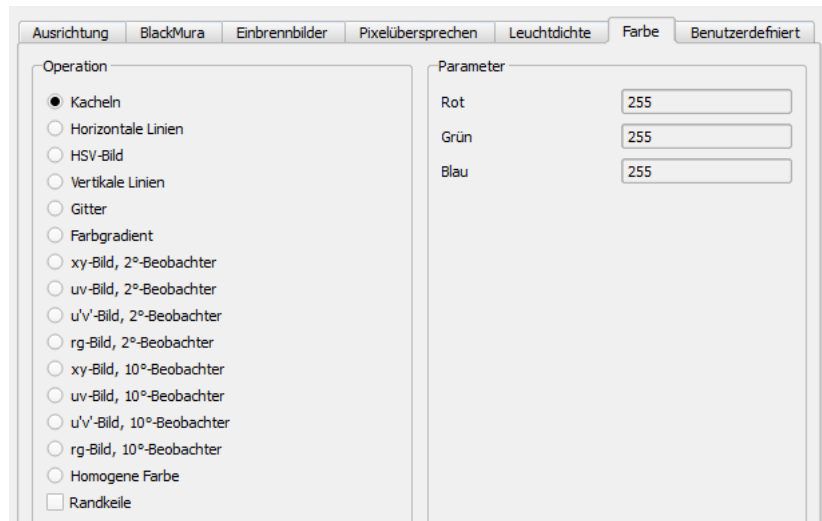 Ausrichtung BlackMura Einbrennbilder Pixelübersprechen Leuchtdichte Farbe Benutzerdefniert
Operation
Kacheln
Horizontale Linien
HSV-Bild
Vertikale Linien
Gitter
Farbgradient
xy-Bild, 2°-Beobachter
uv-Bild, 2°-Beobachter
u'v'-Bild, 2°-Beobachter
rg-Bild, 2°-Beobachter
xy-Bild, 10°-Beobachter
uv-Bild, 10°-Beobachter
u'v'-Bild, 10°-Beobachter
rg-Bild, 10°-Beobachter
Homogene Farbe
Randkeile
Parameter
Rot 255
Grün 255
Blau 255